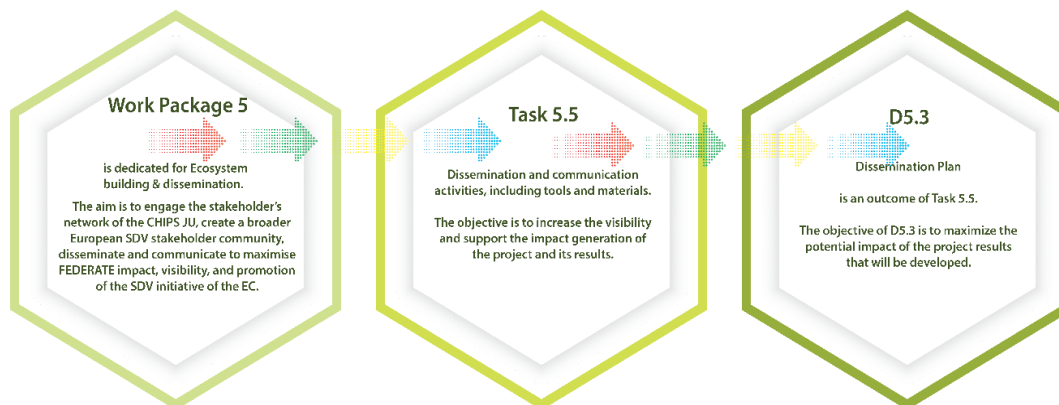 Work Package 5
is dedicated for Ecosystem
building & dissemination.
The aim is to engage the stakeholder's
network of the CHIPS JU, create a broader
European SDV stakeholder community,
disseminate and communicate to maximise
FEDERATE impact, visibility, and promotion
of the SDV initiative of the EC.
Task 5.5
Dissemination and communication
activities, including tools and materials.
The objective is to increase the visibility
and support the impact generation of
the project and its results.
D5.3
Dissemination Plan
is an outcome of Task 5.5.
The objective of D5.3 is to maximize the
potential impact of the project results
that will be developed.